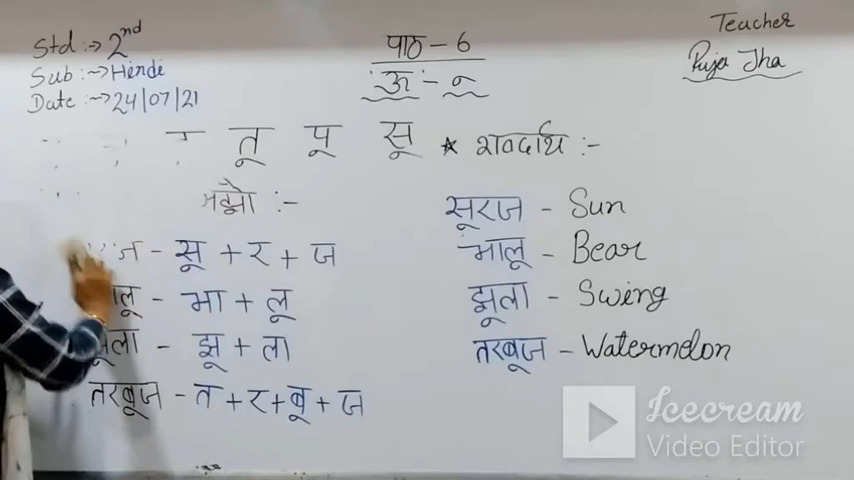 Std :→ 2nd
Sub :→ Hindi
Date :→ 24/07/21
पाठ - 6
ऊ :- ू
Teacher
Puja Jha
तू पू सू
* शब्दार्थ :-
सूरज - Sun
भालू - Bear
झूला - Swing
तरबूज - Watermelon
ज - सू + र + ज
लू - भा + लू
झूला - झू + ला
तरबूज - त + र + बू + ज
Icecream
Video Editor